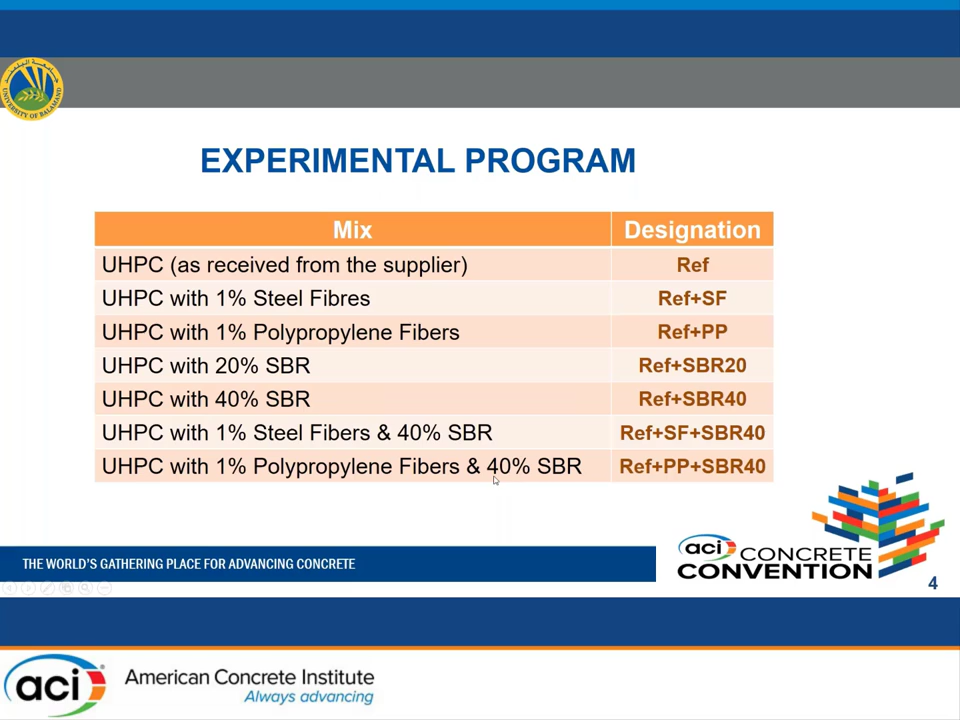 UNIVERSITY OF BALAMAND
EXPERIMENTAL PROGRAM
Mix Designation
UHPC (as received from the supplier) Ref
UHPC with 1% Steel Fibres Ref+SF
UHPC with 1% Polypropylene Fibers Ref+PP
UHPC with 20% SBR Ref+SBR20
UHPC with 40% SBR Ref+SBR40
UHPC with 1% Steel Fibers & 40% SBR Ref+SF+SBR40
UHPC with 1% Polypropylene Fibers & 40% SBR Ref+PP+SBR40
THE WORLD'S GATHERING PLACE FOR ADVANCING CONCRETE
aci CONCRETE
CONVENTION
4
aci American Concrete Institute
Always advancing